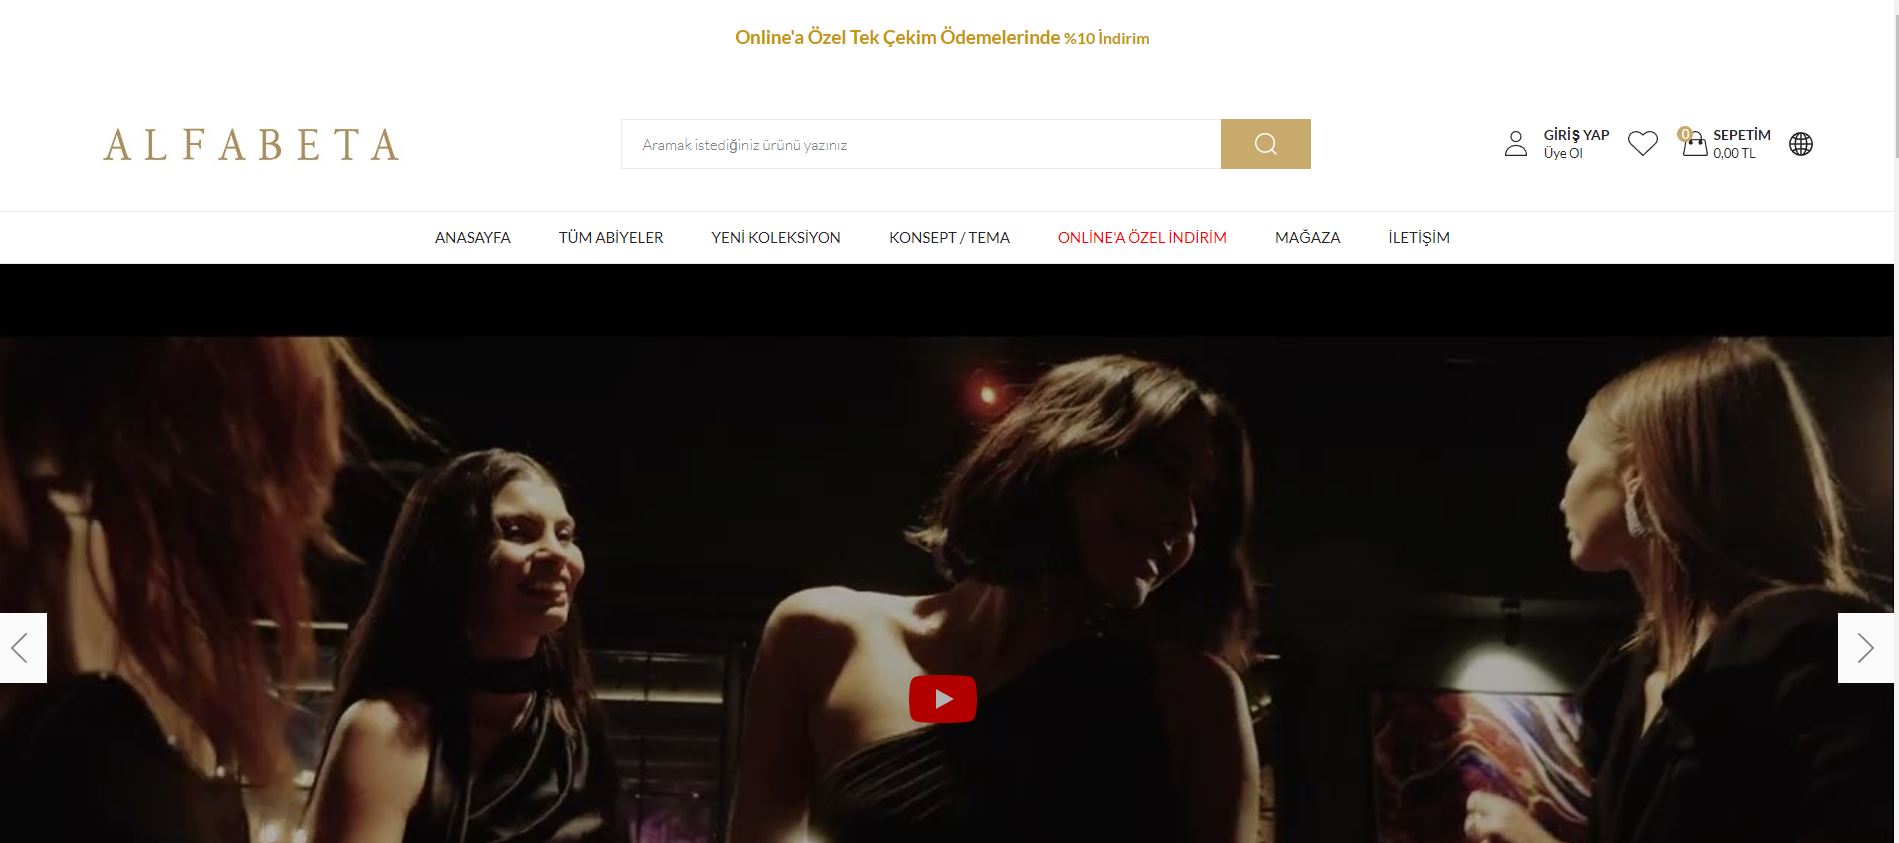 Online'a Özel Tek Çekim Ödemelerinde %10 İndirim
ALFABETA
Aramak istediğiniz ürünü yazınız
GİRİŞ YAP
Üye Ol
0
SEPETİM
0,00 TL
ANASAYFA
TÜM ABİYELER
YENİ KOLEKSİYON
KONSEPT / TEMA
ONLİNE'A ÖZEL İNDİRİM
MAĞAZA
İLETİŞİM